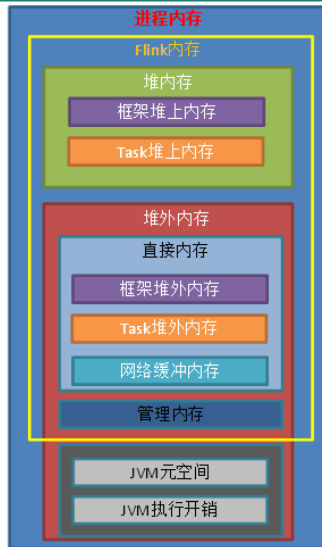 进程内存
Flink内存
堆内存
框架堆上内存
Task堆上内存
堆外内存
直接内存
框架堆外内存
Task堆外内存
网络缓冲内存
管理内存
JVM元空间
JVM执行开销